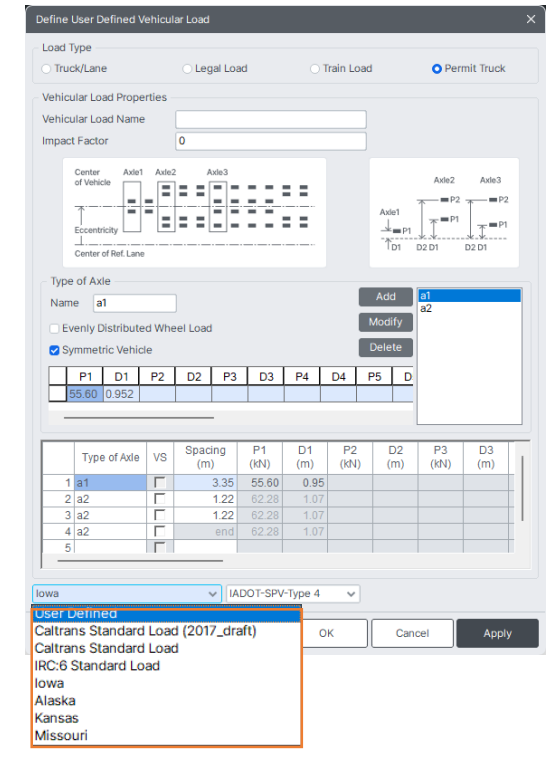 Define User Defined Vehicular Load
Load Type
Truck/Lane Legal Load Train Load Permit Truck
Vehicular Load Properties
Vehicular Load Name
Impact Factor 0
Center of Vehicle Axle1 Axle2 Axle3
Eccentricity
Center of Ref. Lane
Axle2 Axle3
P2 P2
Axle1 P1 P1 P1
D1 D2 D1 D2 D1
Type of Axle
Name a1
Evenly Distributed Wheel Load
Symmetric Vehicle
Add
Modify
Delete
a1
a2
P1 D1 P2 D2 P3 D3 P4 D4 P5 D
55.60 0.952
Type of Axle VS Spacing (m) P1 (kN) D1 (m) P2 (kN) D2 (m) P3 (kN) D3 (m)
1 a1 3.35 55.60 0.95
2 a2 1.22 62.28 1.07
3 a2 1.22 62.28 1.07
4 a2 end 62.28 1.07
5
Iowa IADOT-SPV-Type 4
User Defined
Caltrans Standard Load (2017_draft)
Caltrans Standard Load
IRC:6 Standard Load
Iowa
Alaska
Kansas
Missouri
OK Cancel Apply